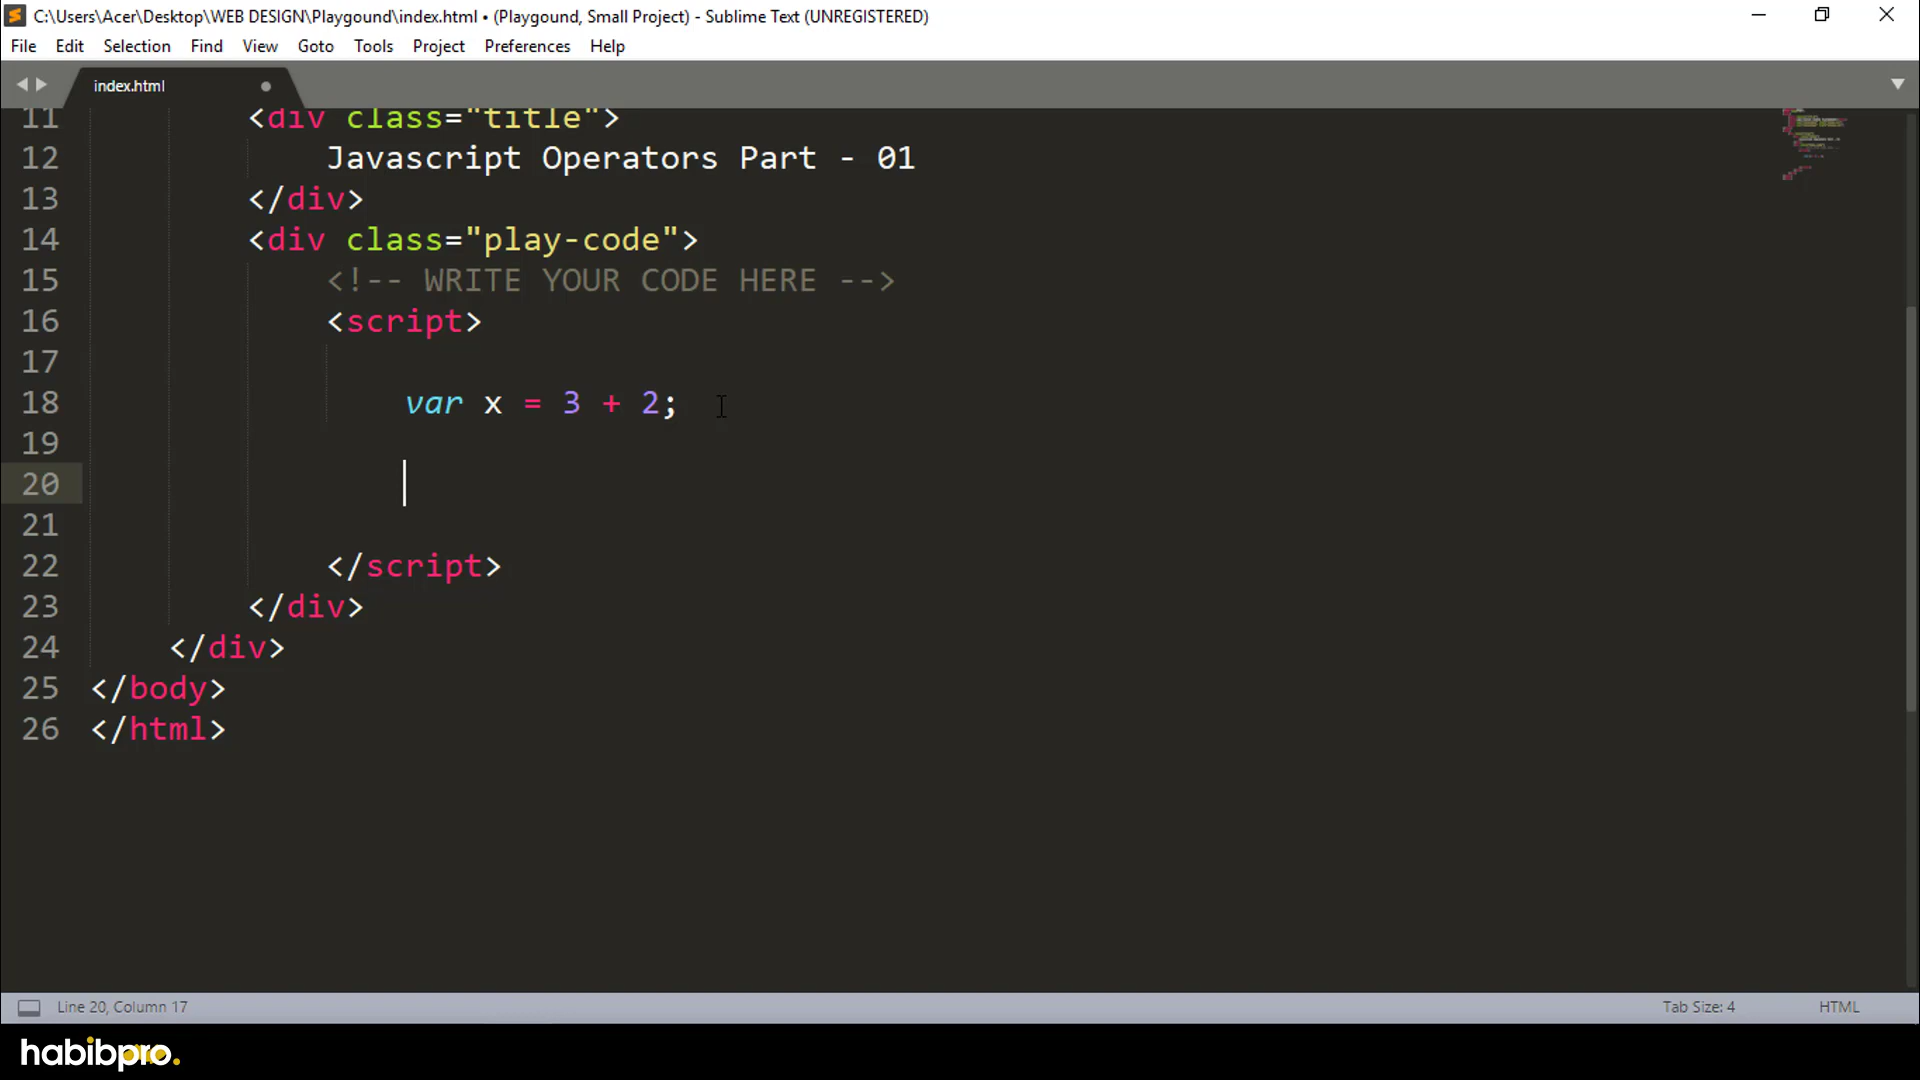 C:\Users\Acer\Desktop\WEB DESIGN\Playgound\index.html • (Playgound, Small Project) - Sublime Text (UNREGISTERED)
File Edit Selection Find View Goto Tools Project Preferences Help
index.html
11 <div class="title">
12 Javascript Operators Part - 01
13 </div>
14 <div class="play-code">
15 <!-- WRITE YOUR CODE HERE -->
16 <script>
17
18 var x = 3 + 2;
19
20
21
22 </script>
23 </div>
24 </div>
25 </body>
26 </html>
Line 20, Column 17 Tab Size: 4 HTML
habibpro.